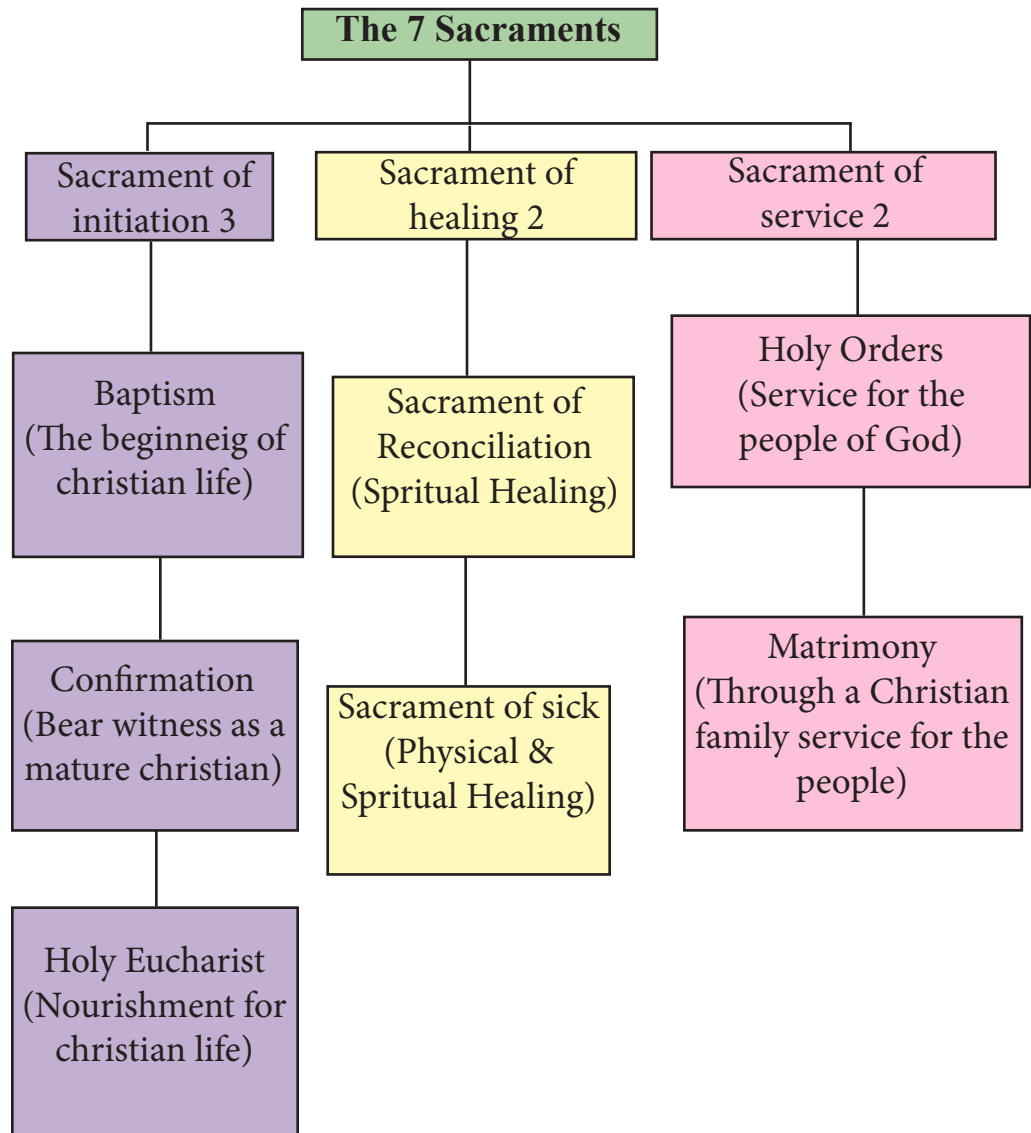 The 7 Sacraments
Sacrament of
initiation 3
Baptism
(The beginneig of
christian life)
Confirmation
(Bear witness as a
mature christian)
Holy Eucharist
(Nourishment for
christian life)
Sacrament of
healing 2
Sacrament of
Reconciliation
(Spritual Healing)
Sacrament of sick
(Physical &
Spritual Healing)
Sacrament of
service 2
Holy Orders
(Service for the
people of God)
Matrimony
(Through a Christian
family service for the
people)